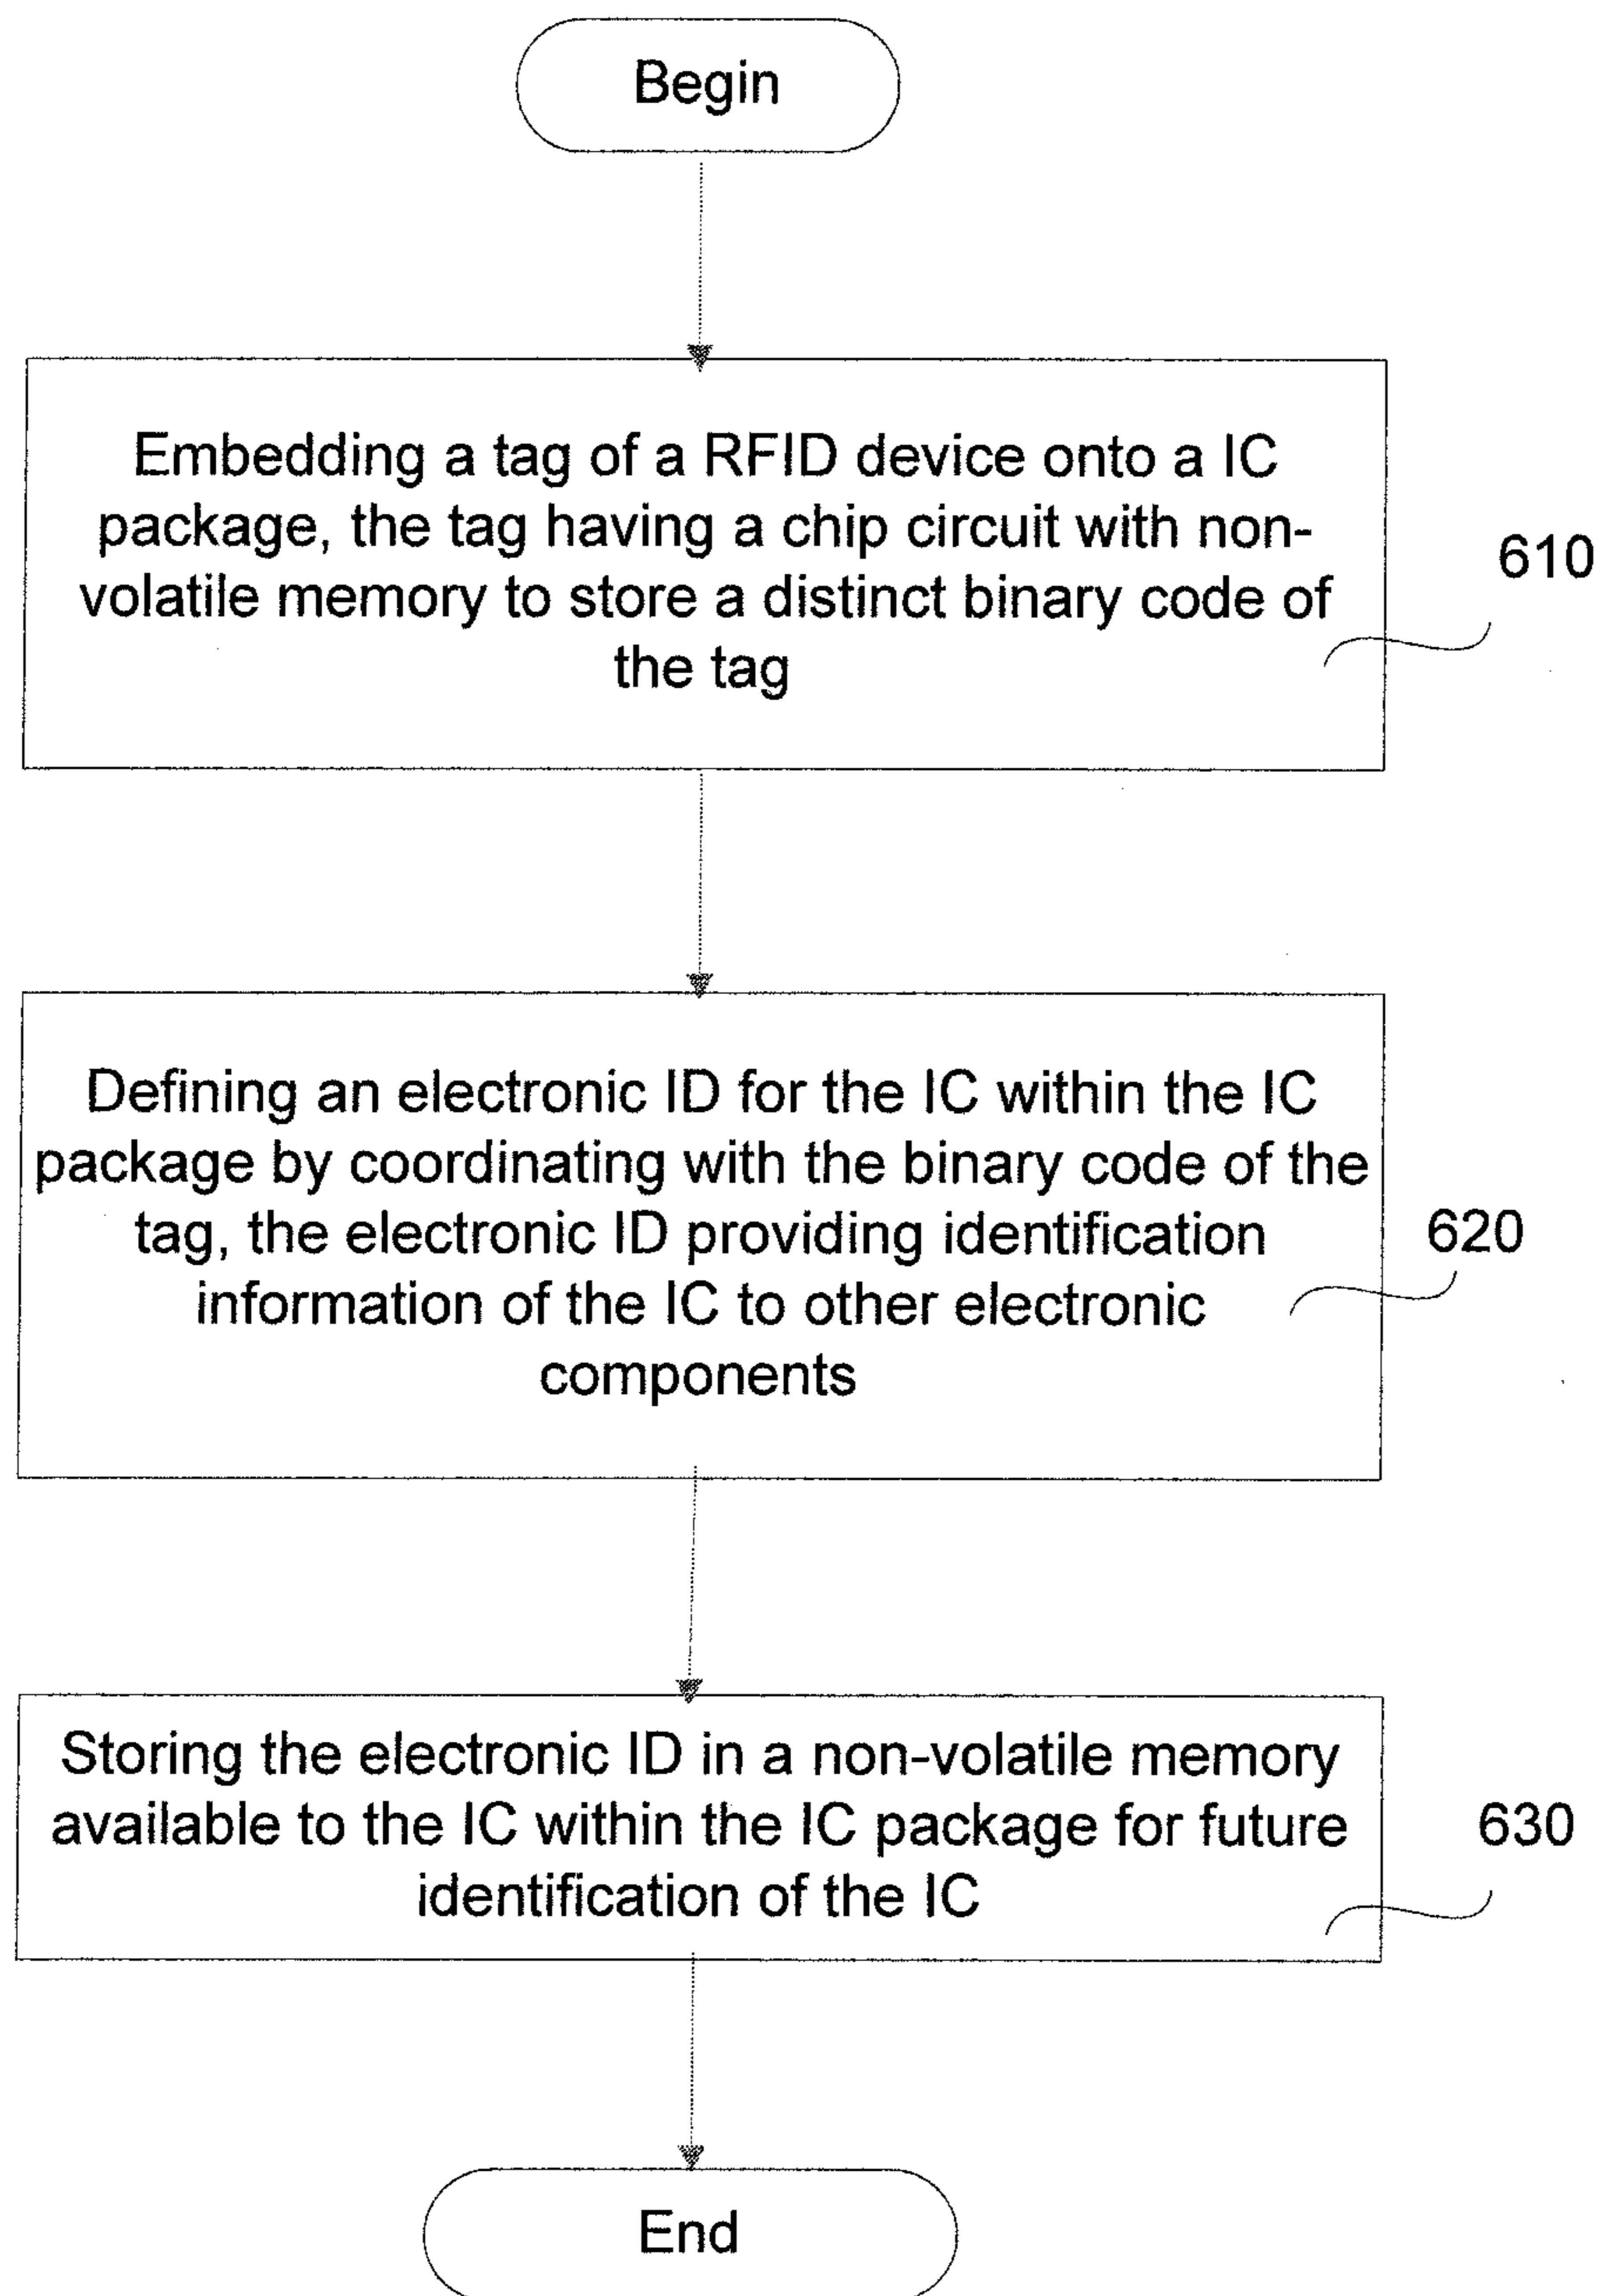 Begin
Embedding a tag of a RFID device onto a IC
package, the tag having a chip circuit with non-
volatile memory to store a distinct binary code of
the tag
610
Defining an electronic ID for the IC within the IC
package by coordinating with the binary code of the
tag, the electronic ID providing identification
information of the IC to other electronic
components
620
Storing the electronic ID in a non-volatile memory
available to the IC within the IC package for future
identification of the IC
630
End